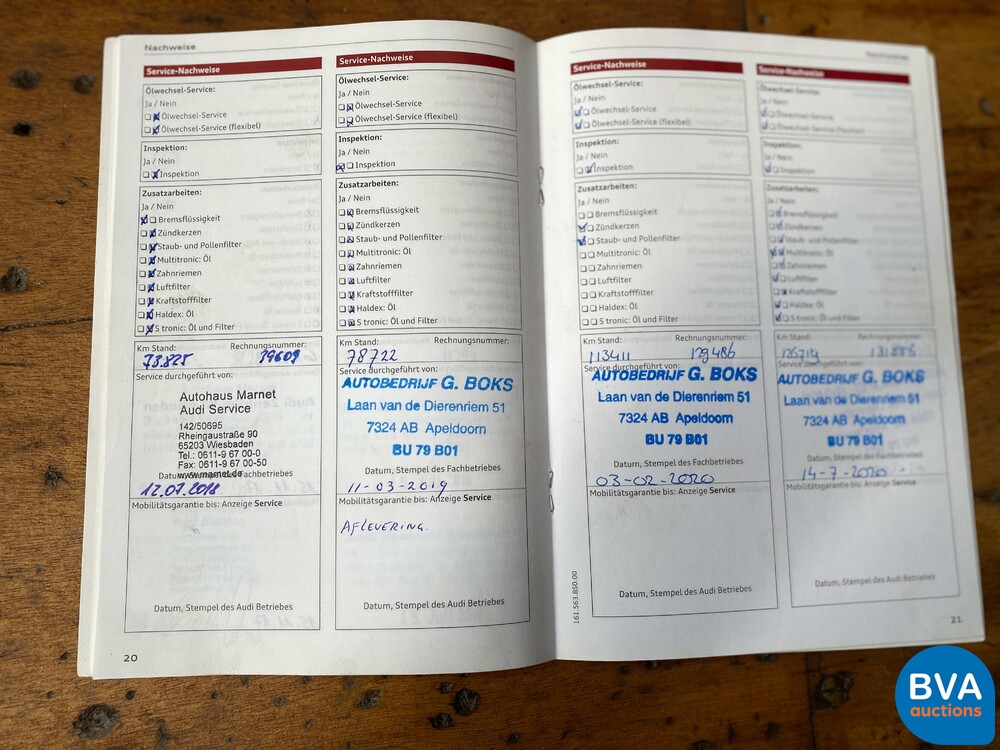 Nachweise
Service-Nachweise
Ölwechsel-Service:
Ja / Nein
Ölwechsel-Service
Ölwechsel-Service (flexibel)
Inspektion:
Ja / Nein
Inspektion
Zusatzarbeiten:
Ja / Nein
Bremsflüssigkeit
Zündkerzen
Staub- und Pollenfilter
Multitronic: Öl
Zahnriemen
Luftfilter
Kraftstofffilter
Haldex: Öl
S tronic: Öl und Filter
Km Stand: Rechnungsnummer:
73.825 79609
Service durchgeführt von:
Autohaus Marnet
Audi Service
142/50695
Rheingaustraße 90
65203 Wiesbaden
Tel.: 0611-9 67 00-0
Fax: 0611-9 67 00-50
www.marnet.de
Datum, Stempel des Fachbetriebes
12.07.2018
Mobilitätsgarantie bis: Anzeige Service
Datum, Stempel des Audi Betriebes
20
Service-Nachweise
Ölwechsel-Service:
Ja / Nein
Ölwechsel-Service
Ölwechsel-Service (flexibel)
Inspektion:
Ja / Nein
Inspektion
Zusatzarbeiten:
Ja / Nein
Bremsflüssigkeit
Zündkerzen
Staub- und Pollenfilter
Multitronic: Öl
Zahnriemen
Luftfilter
Kraftstofffilter
Haldex: Öl
S tronic: Öl und Filter
Km Stand: Rechnungsnummer:
78722
Service durchgeführt von:
AUTOBEDRIJF G. BOKS
Laan van de Dierenriem 51
7324 AB Apeldoorn
BU 79 B01
Datum, Stempel des Fachbetriebes
11-03-2019
Mobilitätsgarantie bis: Anzeige Service
AFLEVERING.
Datum, Stempel des Audi Betriebes
Service-Nachweise
Ölwechsel-Service:
Ja / Nein
Ölwechsel-Service
Ölwechsel-Service (flexibel)
Inspektion:
Ja / Nein
Inspektion
Zusatzarbeiten:
Ja / Nein
Bremsflüssigkeit
Zündkerzen
Staub- und Pollenfilter
Multitronic: Öl
Zahnriemen
Luftfilter
Kraftstofffilter
Haldex: Öl
S tronic: Öl und Filter
Km Stand: Rechnungsnummer:
113411 129486
Service durchgeführt von:
AUTOBEDRIJF G. BOKS
Laan van de Dierenriem 51
7324 AB Apeldoorn
BU 79 B01
Datum, Stempel des Fachbetriebes
03-02-2020
Mobilitätsgarantie bis: Anzeige Service
Datum, Stempel des Audi Betriebes
161.563.850.00
Nachweise
Service-Nachweise
Ölwechsel-Service:
Ja / Nein
Ölwechsel-Service
Ölwechsel-Service (flexibel)
Inspektion:
Ja / Nein
Inspektion
Zusatzarbeiten:
Ja / Nein
Bremsflüssigkeit
Zündkerzen
Staub- und Pollenfilter
Multitronic: Öl
Zahnriemen
Luftfilter
Kraftstofffilter
Haldex: Öl
S tronic: Öl und Filter
Km Stand: Rechnungsnummer:
Service durchgeführt von:
AUTOBEDRIJF G. BOKS
Laan van de Dierenriem 51
7324 AB Apeldoorn
BU 79 B01
Datum, Stempel des Fachbetriebes
14-7-2020
Mobilitätsgarantie bis: Anzeige Service
Datum, Stempel des Audi Betriebes
21
BVA
auctions